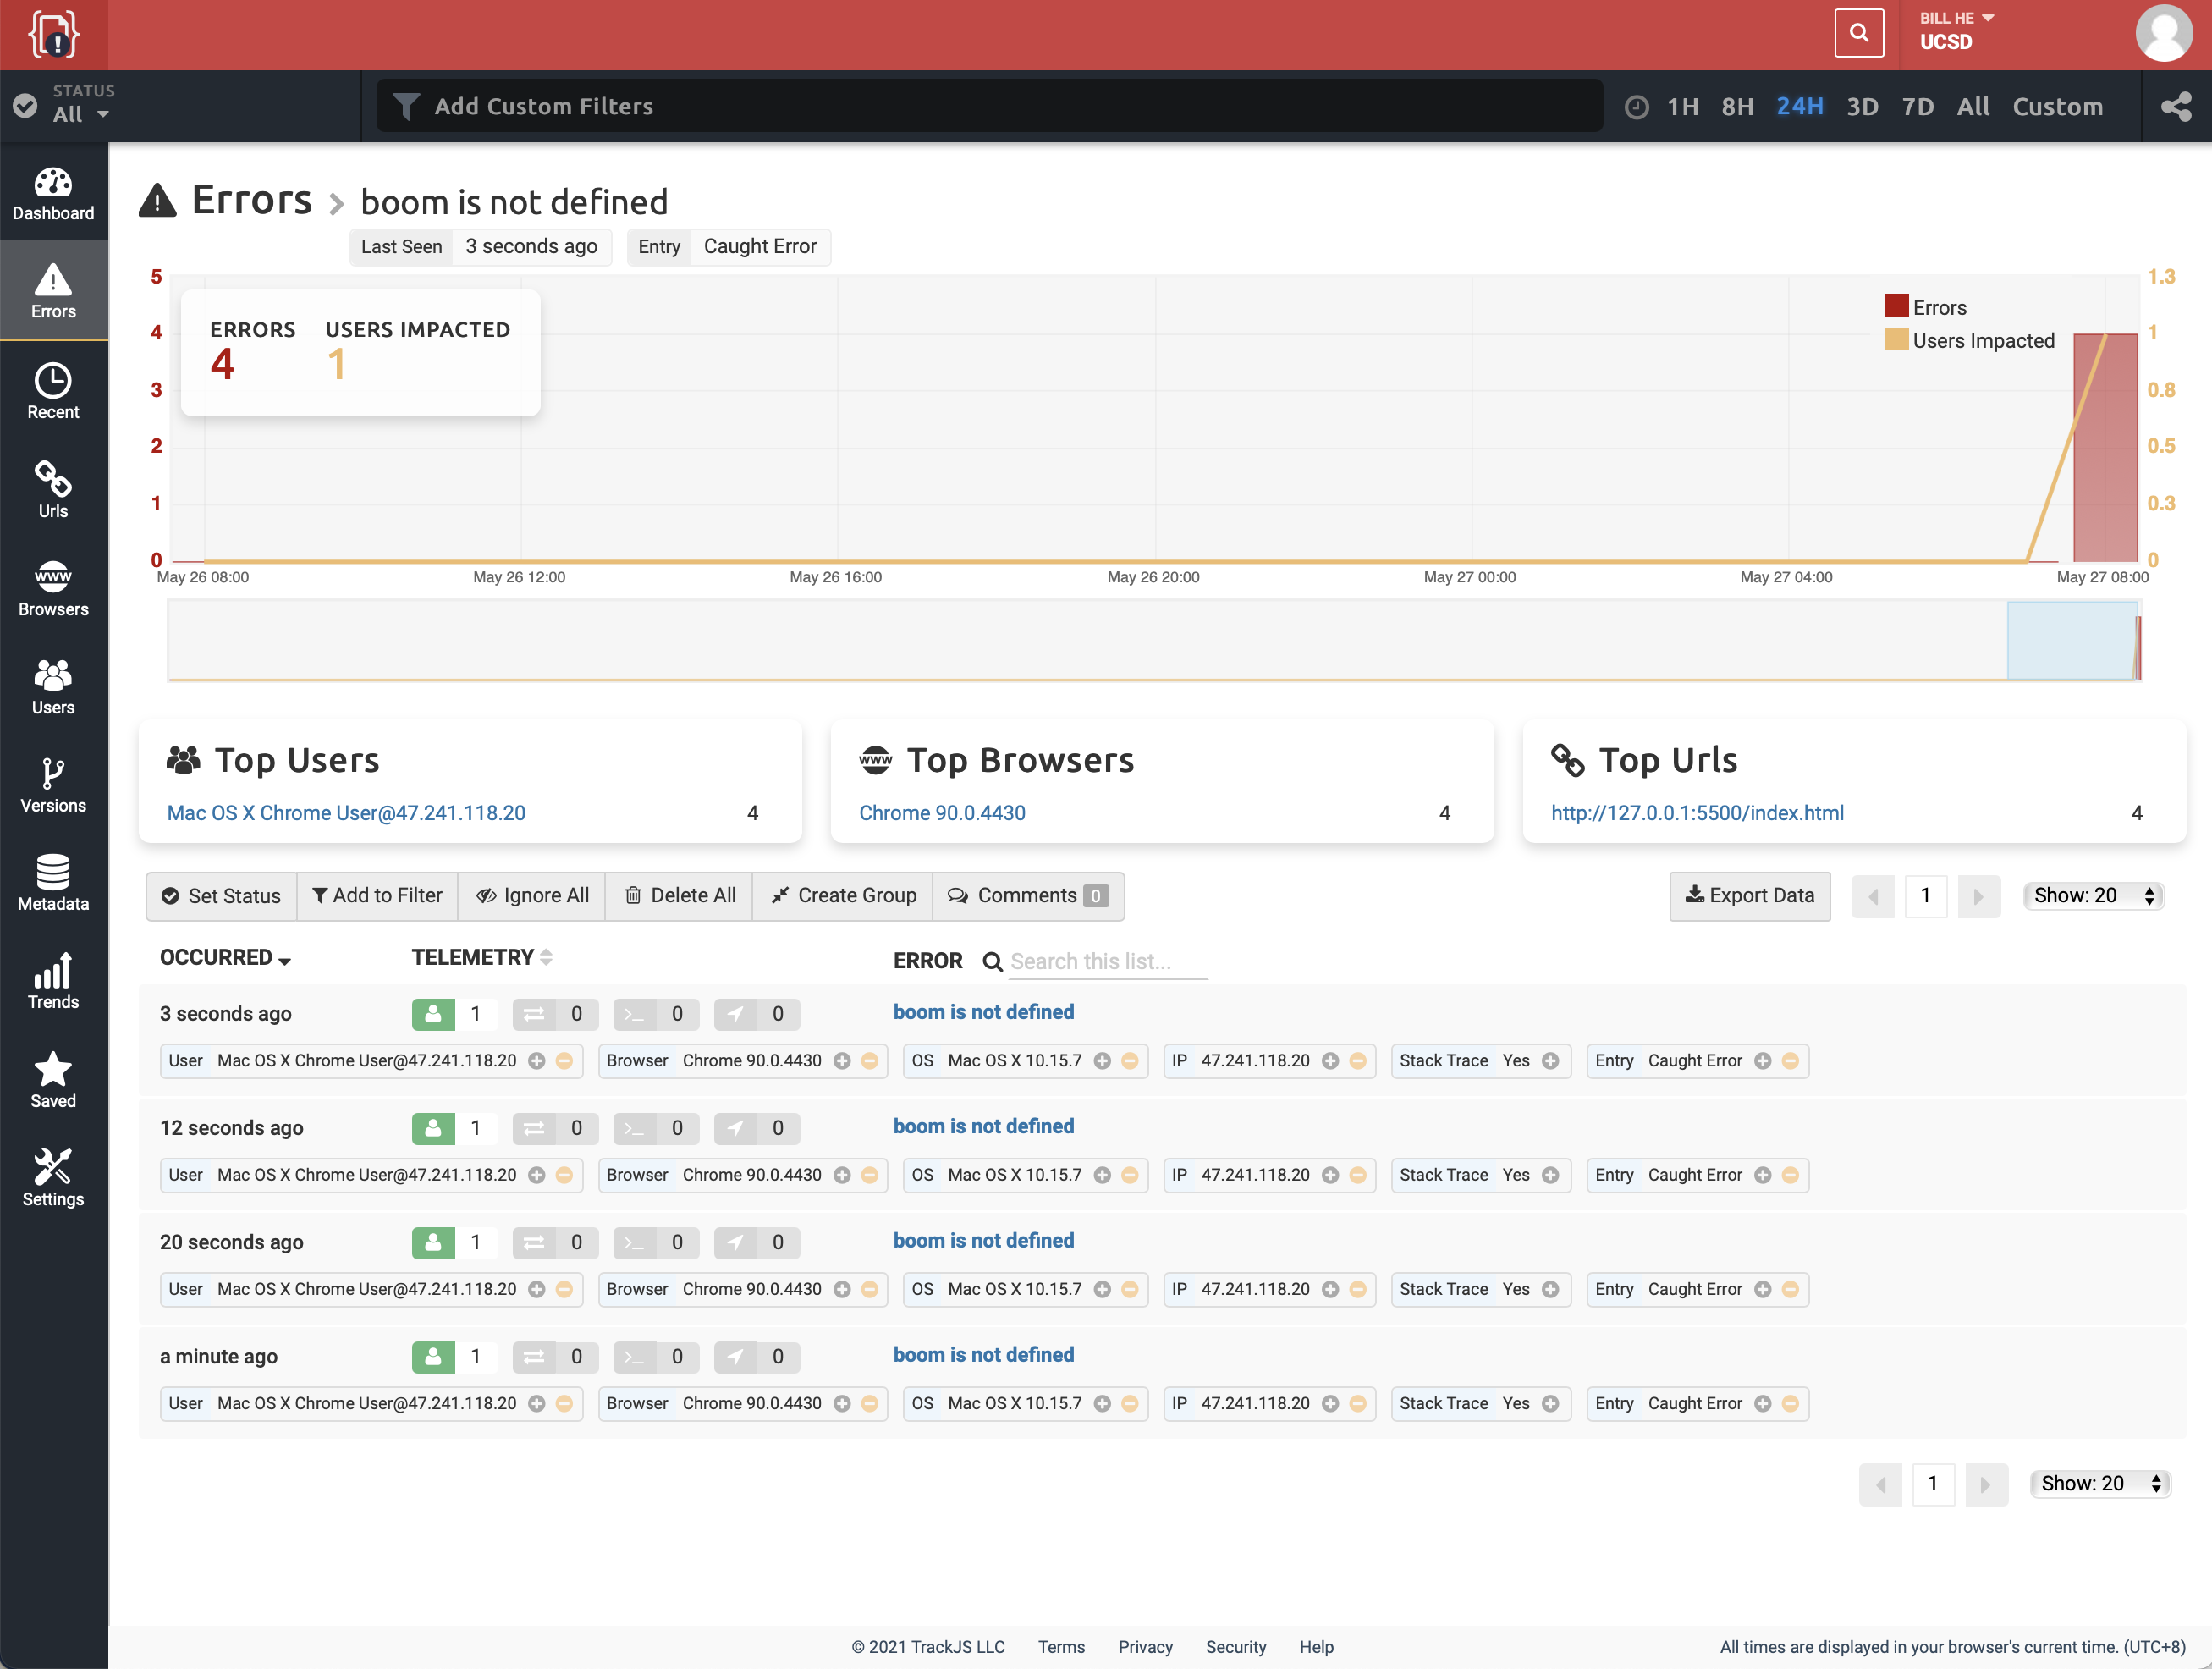 BILL HE
UCSD
STATUS
All
Add Custom Filters
1H 8H 24H 3D 7D All Custom
Dashboard
Errors
Recent
Urls
WWW
Browsers
Users
Versions
Metadata
Trends
Saved
Settings
Errors boom is not defined
Last Seen 3 seconds ago Entry Caught Error
5
4
3
2
1
0
ERRORS USERS IMPACTED
4 1
Errors
Users Impacted
1.3
1
0.8
0.5
0.3
0
May 26 08:00 May 26 12:00 May 26 16:00 May 26 20:00 May 27 00:00 May 27 04:00 May 27 08:00
Top Users
Mac OS X Chrome User@47.241.118.20 4
WWW Top Browsers
Chrome 90.0.4430 4
Top Urls
http://127.0.0.1:5500/index.html 4
Set Status Add to Filter Ignore All Delete All Create Group Comments 0 Export Data 1 Show: 20
OCCURRED TELEMETRY ERROR Search this list...
3 seconds ago 1 0 0 0 boom is not defined
User Mac OS X Chrome User@47.241.118.20 Browser Chrome 90.0.4430 OS Mac OS X 10.15.7 IP 47.241.118.20 Stack Trace Yes Entry Caught Error
12 seconds ago 1 0 0 0 boom is not defined
User Mac OS X Chrome User@47.241.118.20 Browser Chrome 90.0.4430 OS Mac OS X 10.15.7 IP 47.241.118.20 Stack Trace Yes Entry Caught Error
20 seconds ago 1 0 0 0 boom is not defined
User Mac OS X Chrome User@47.241.118.20 Browser Chrome 90.0.4430 OS Mac OS X 10.15.7 IP 47.241.118.20 Stack Trace Yes Entry Caught Error
a minute ago 1 0 0 0 boom is not defined
User Mac OS X Chrome User@47.241.118.20 Browser Chrome 90.0.4430 OS Mac OS X 10.15.7 IP 47.241.118.20 Stack Trace Yes Entry Caught Error
1 Show: 20
© 2021 TrackJS LLC Terms Privacy Security Help All times are displayed in your browser's current time. (UTC+8)